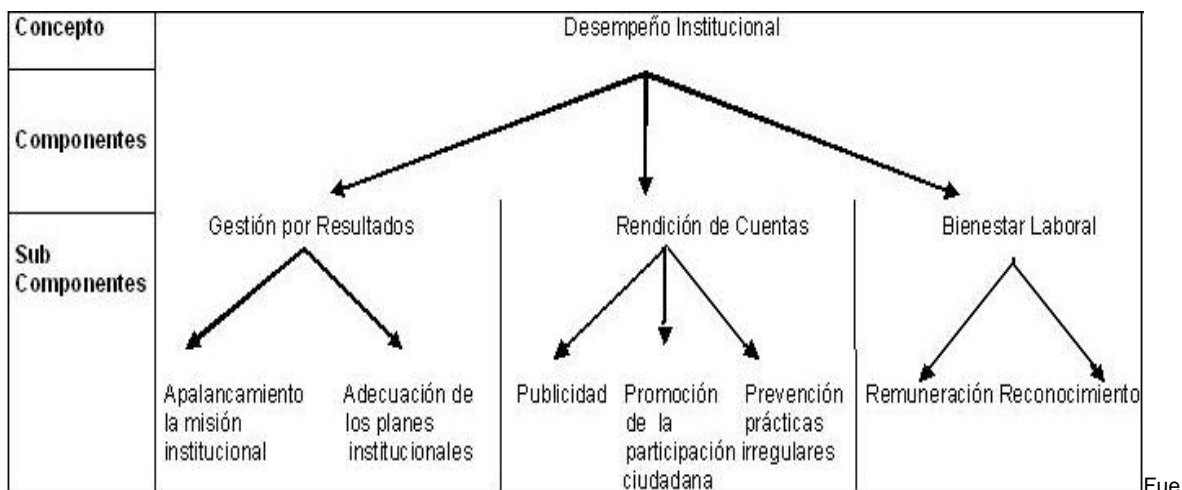 Concepto
Desempeño Institucional
Componentes
Gestión por Resultados
Rendición de Cuentas
Bienestar Laboral
Sub
Componentes
Apalancamiento
la misión
institucional
Adecuación de
los planes
institucionales
Publicidad
Promoción
de la
participación
ciudadana
Prevención
prácticas
irregulares
Remuneración
Reconocimiento
Fue